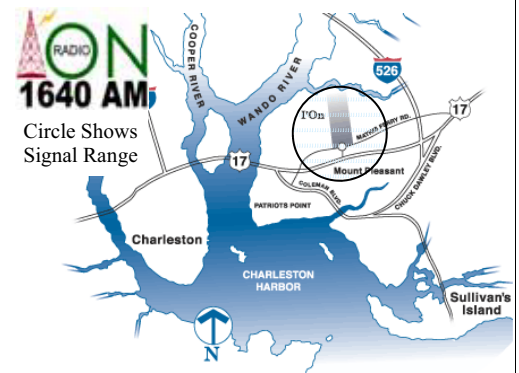 RADIO
ION
1640 AM
Circle Shows
Signal Range
COOPER RIVER
WANDO RIVER
526
I'On
MATHIS FERRY RD.
17
17
Mount Pleasant
COLEMAN BLVD.
CHUCK DAWLEY BLVD.
PATRIOTS POINT
Charleston
CHARLESTON
HARBOR
Sullivan's
Island
N